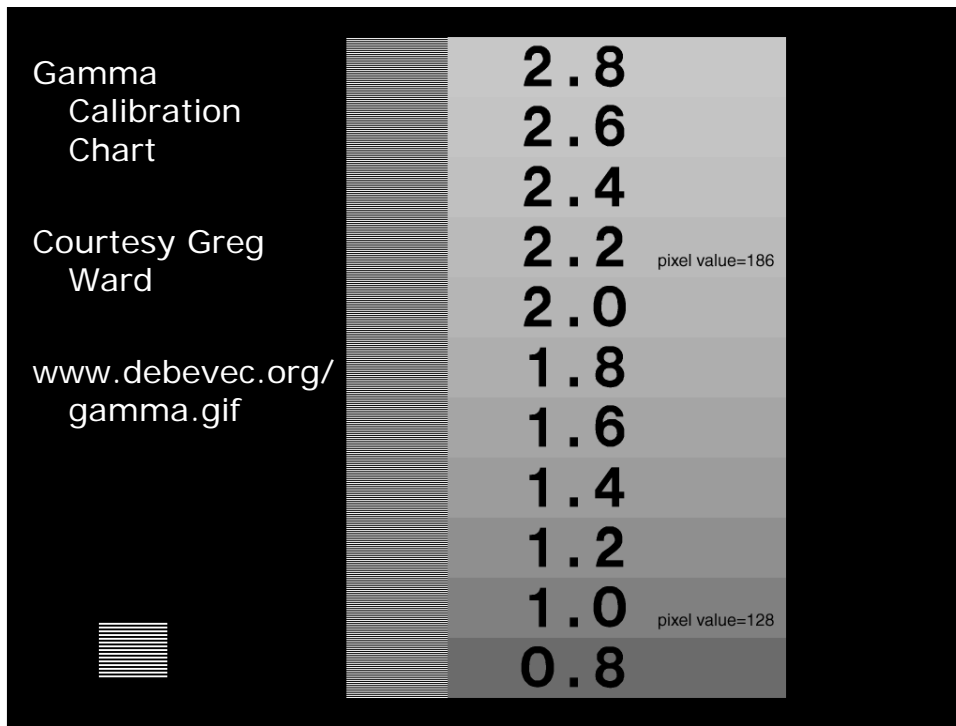 Gamma
Calibration
Chart
Courtesy Greg
Ward
www.debevec.org/
gamma.gif
2.8
2.6
2.4
2.2 pixel value=186
2.0
1.8
1.6
1.4
1.2
1.0 pixel value=128
0.8